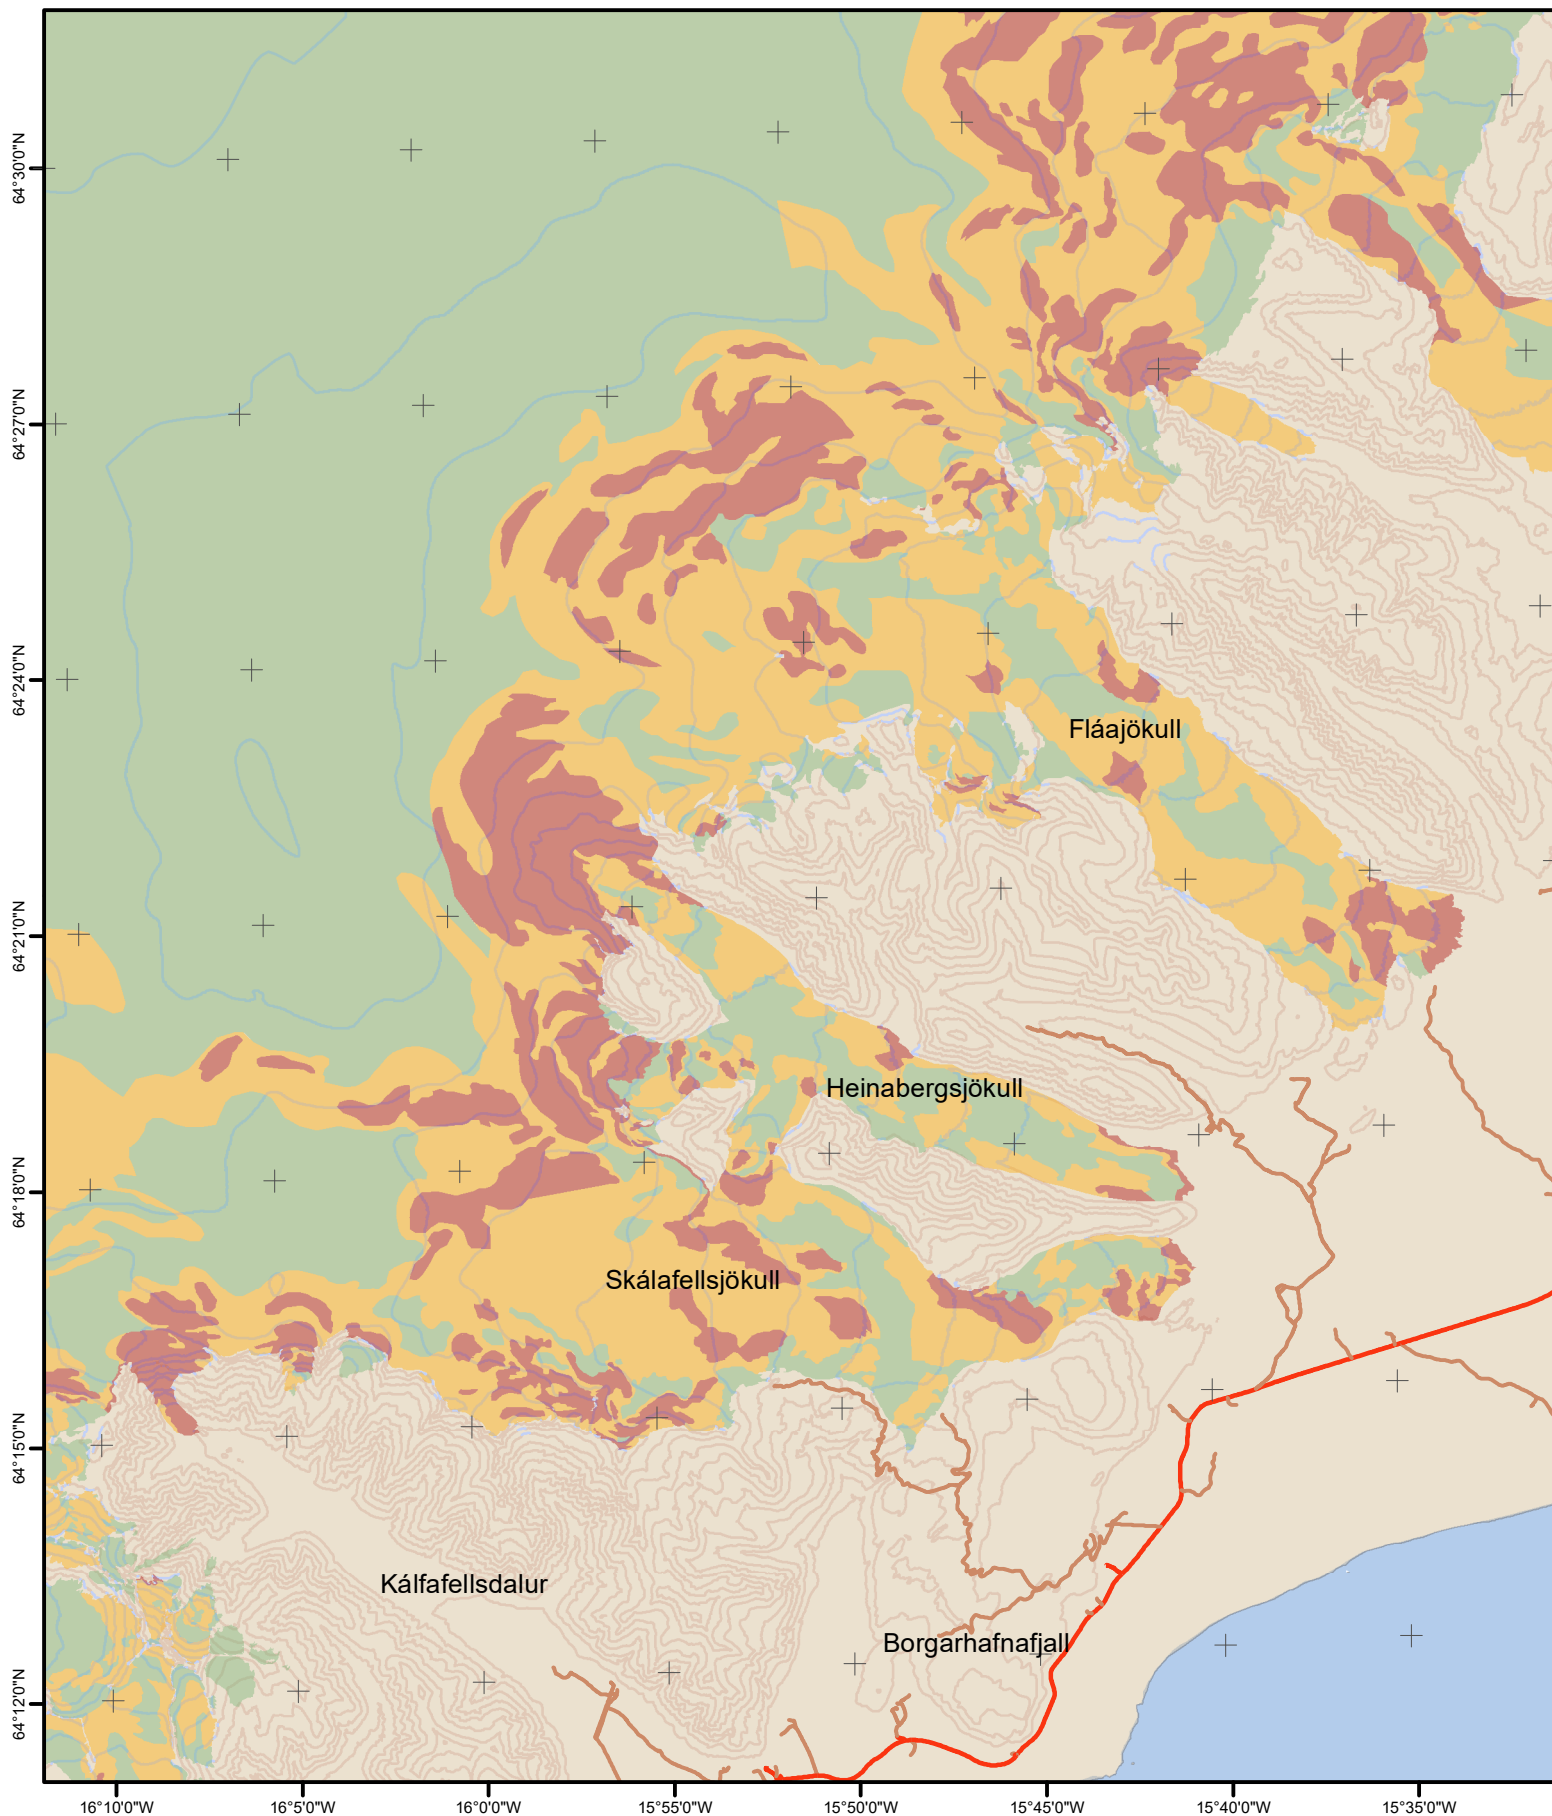 64°30'0"N
64°27'0"N
64°24'0"N
Fláajökull
64°21'0"N
Heinabergsjökull
64°18'0"N
Skálafellsjökull
64°15'0"N
Kálfafellsdalur
Borgarhafnafjall
64°12'0"N
16°10'0"W 16°5'0"W 16°0'0"W 15°55'0"W 15°50'0"W 15°45'0"W 15°40'0"W 15°35'0"W